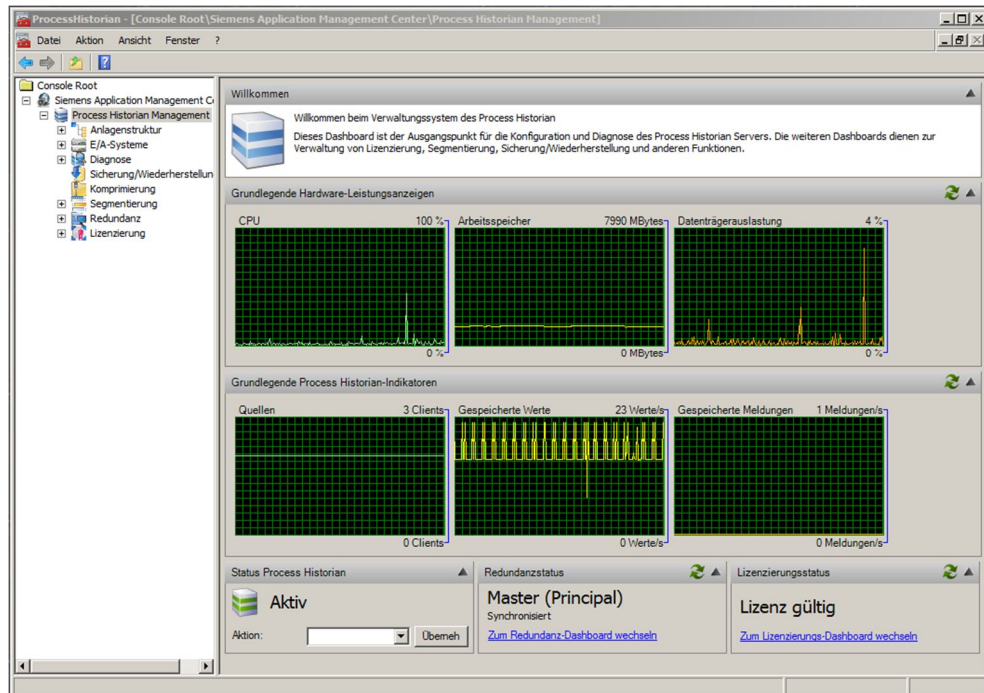 ProcessHistorian - [Console Root\Siemens Application Management Center\Process Historian Management]
Datei Aktion Ansicht Fenster ?
Console Root
Siemens Application Management C
Process Historian Management
Anlagenstruktur
E/A-Systeme
Diagnose
Sicherung/Wiederherstellun
Komprimierung
Segmentierung
Redundanz
Lizenzierung
Willkommen
Willkommen beim Verwaltungssystem des Process Historian
Dieses Dashboard ist der Ausgangspunkt für die Konfiguration und Diagnose des Process Historian Servers. Die weiteren Dashboards dienen zur
Verwaltung von Lizenzierung, Segmentierung, Sicherung/Wiederherstellung und anderen Funktionen.
Grundlegende Hardware-Leistungsanzeigen
CPU 100 % Arbeitsspeicher 7990 MBytes Datenträgerauslastung 4 %
0 % 0 MBytes 0 %
Grundlegende Process Historian-Indikatoren
Quellen 3 Clients Gespeicherte Werte 23 Werte/s Gespeicherte Meldungen 1 Meldungen/s
0 Clients 0 Werte/s 0 Meldungen/s
Status Process Historian Redundanzstatus Lizenzierungsstatus
Aktiv
Aktion: Überneh
Master (Principal)
Synchronisiert
Zum Redundanz-Dashboard wechseln
Lizenz gültig
Zum Lizenzierungs-Dashboard wechseln